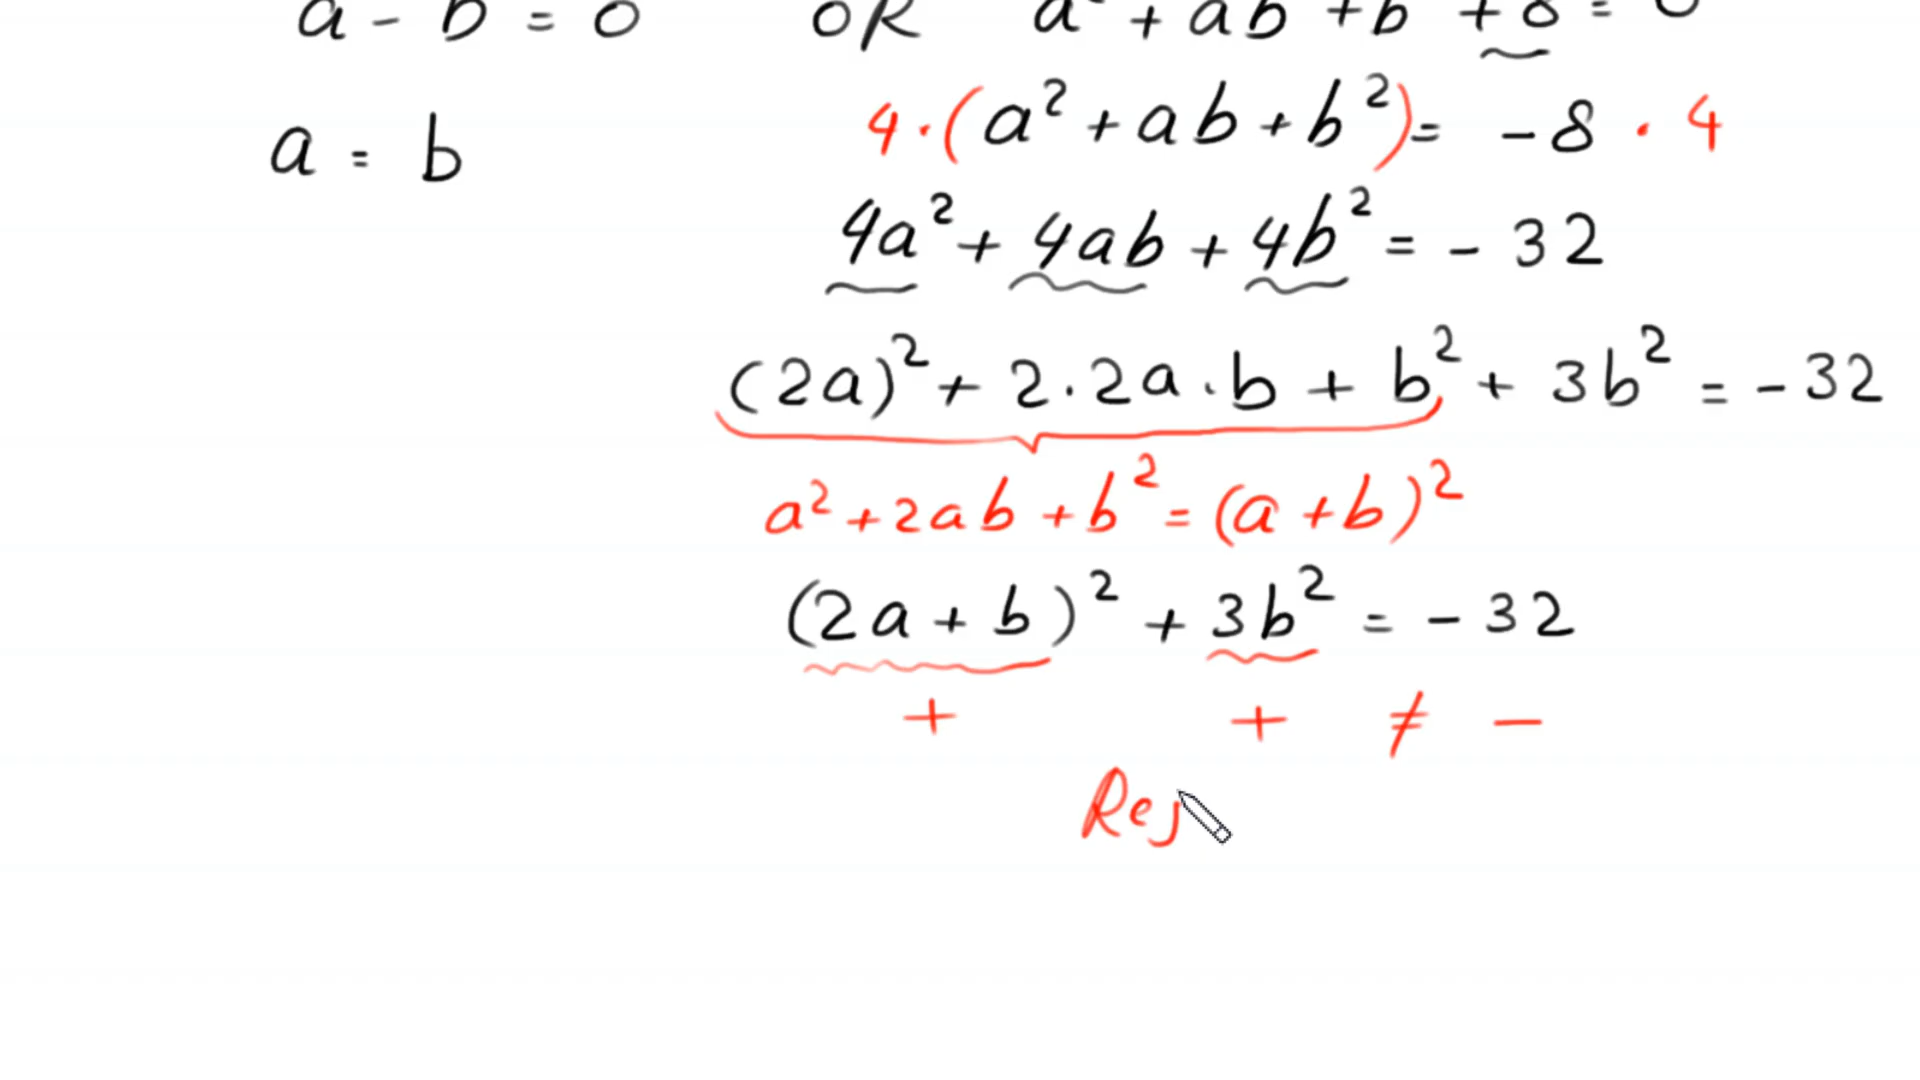 a - b = 0 OR a² + ab + b + 8 = 0
a = b
4·(a² + ab + b²) = -8 · 4
4a² + 4ab + 4b² = - 32
(2a)² + 2·2a·b + b² + 3b² = -32
a² + 2ab + b² = (a + b)²
(2a + b)² + 3b² = - 32
+ + ≠ -
Rej